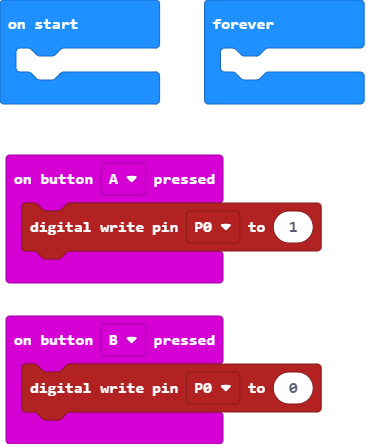 on start
forever
on button A pressed
digital write pin P0 to 1
on button B pressed
digital write pin P0 to 0